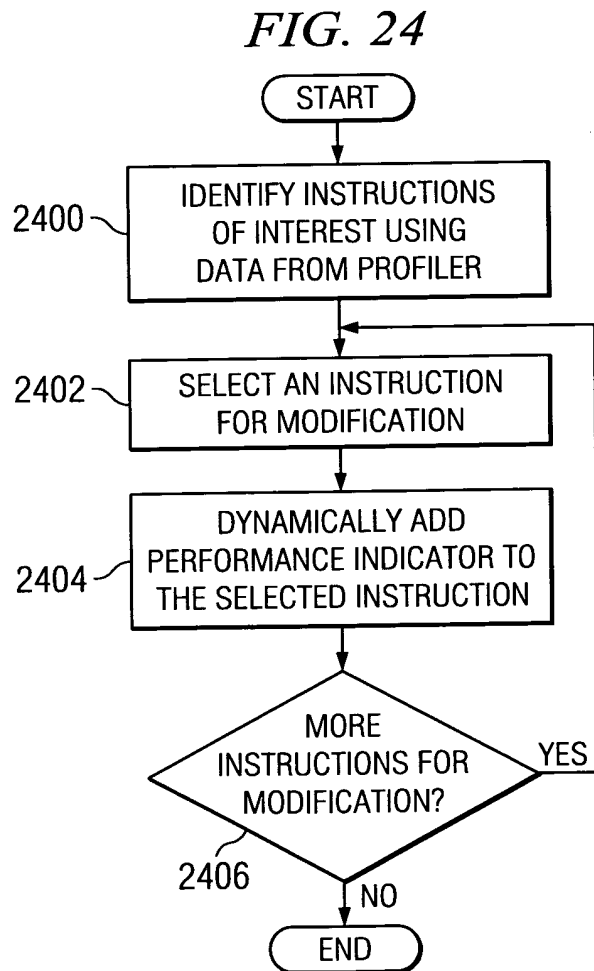 FIG. 24
START
2400
IDENTIFY INSTRUCTIONS
OF INTEREST USING
DATA FROM PROFILER
2402
SELECT AN INSTRUCTION
FOR MODIFICATION
2404
DYNAMICALLY ADD
PERFORMANCE INDICATOR TO
THE SELECTED INSTRUCTION
MORE
INSTRUCTIONS FOR
MODIFICATION?
YES
2406
NO
END